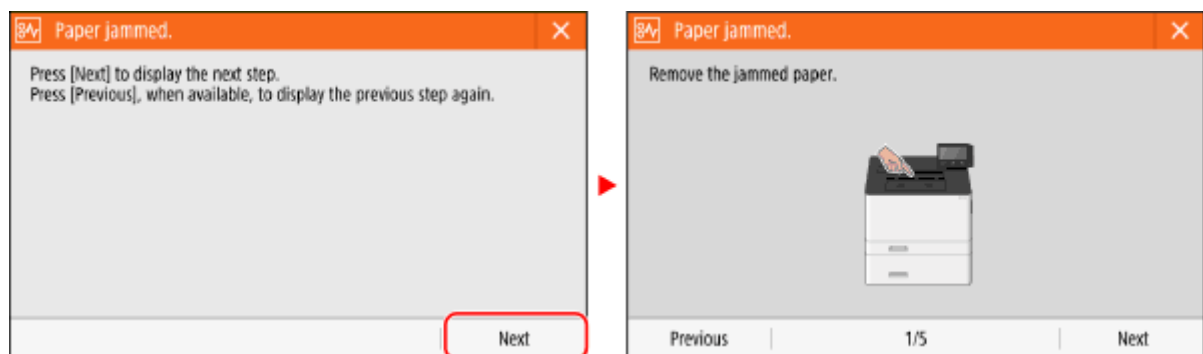 Paper jammed.
Press [Next] to display the next step.
Press [Previous], when available, to display the previous step again.
Next
Paper jammed.
Remove the jammed paper.
Previous
1/5
Next